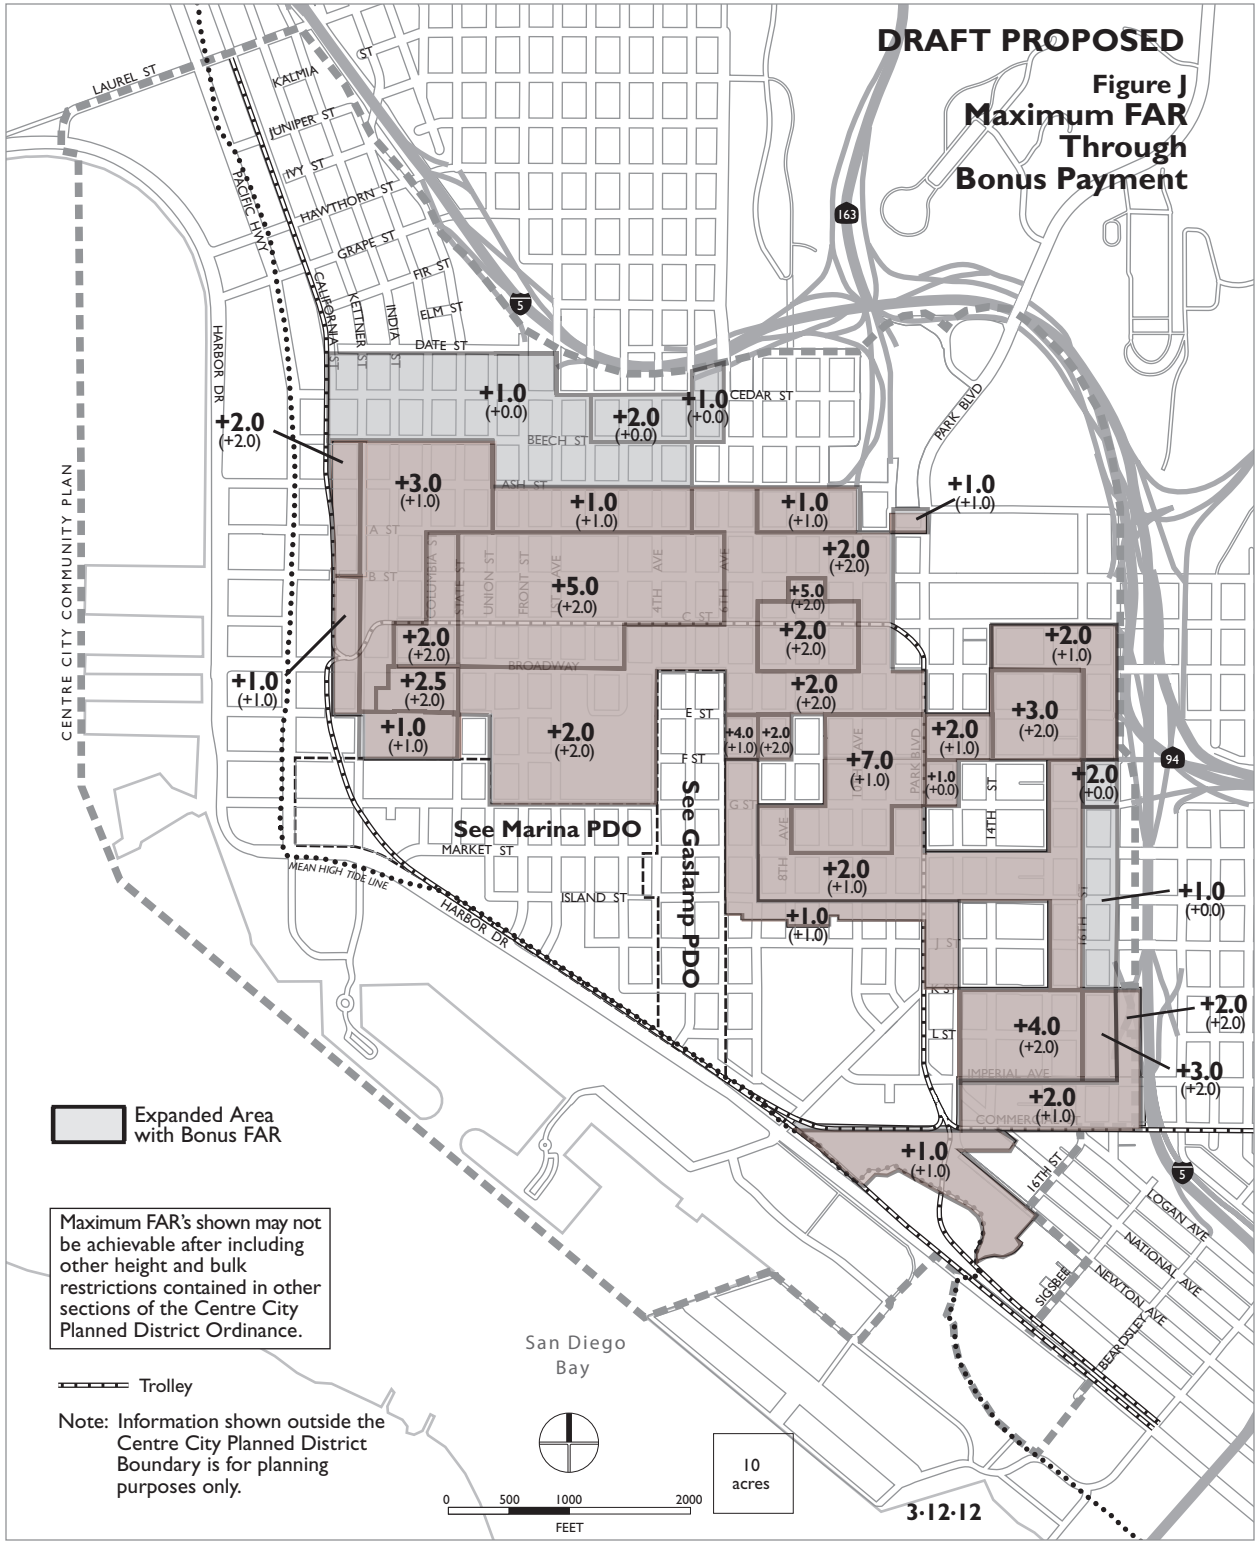 DRAFT PROPOSED
Figure J
Maximum FAR
Through
Bonus Payment
LAUREL ST
KALMIA
ST
JUNIPER ST
IVY ST
HAWTHORN ST
GRAPE ST
FIR ST
ELM ST
DATE ST
PACIFIC HWY
CALIFORNIA ST
KETTNER ST
INDIA ST
HARBOR DR
163
5
CEDAR ST
PARK BLVD
BEECH ST
ASH ST
A ST
B ST
C ST
BROADWAY
COLUMBIA ST
STATE ST
UNION ST
FRONT ST
1ST AVE
4TH AVE
6TH AVE
CENTRE CITY COMMUNITY PLAN
+1.0
(+0.0)
+2.0
(+0.0)
+1.0
(+0.0)
+2.0
(+2.0)
+3.0
(+1.0)
+1.0
(+1.0)
+1.0
(+1.0)
+1.0
(+1.0)
+2.0
(+2.0)
+5.0
(+2.0)
+5.0
(+2.0)
+2.0
(+2.0)
+2.0
(+2.0)
+2.0
(+1.0)
+1.0
(+1.0)
+2.5
(+2.0)
+2.0
(+2.0)
+3.0
(+2.0)
+1.0
(+1.0)
+2.0
(+2.0)
E ST
+4.0
(+1.0)
+2.0
(+2.0)
+7.0
(+1.0)
+2.0
(+1.0)
10TH AVE
PARK BLVD
F ST
94
+1.0
(+0.0)
+2.0
(+0.0)
14TH ST
G ST
8TH AVE
See Marina PDO
See Gaslamp PDO
MARKET ST
MEAN HIGH TIDE LINE
ISLAND ST
+2.0
(+1.0)
+1.0
(+0.0)
16TH ST
HARBOR DR
+1.0
(+1.0)
J ST
K ST
L ST
+4.0
(+2.0)
+2.0
(+2.0)
+3.0
(+2.0)
IMPERIAL AVE
+2.0
(+1.0)
COMMERCIAL ST
+1.0
(+1.0)
5
16TH ST
LOGAN AVE
NATIONAL AVE
NEWTON AVE
SIGSBEE
BEARDSLEY
Expanded Area
with Bonus FAR
Maximum FAR's shown may not
be achievable after including
other height and bulk
restrictions contained in other
sections of the Centre City
Planned District Ordinance.
Trolley
Note: Information shown outside the
Centre City Planned District
Boundary is for planning
purposes only.
San Diego
Bay
0 500 1000 2000
FEET
10
acres
3•12•12